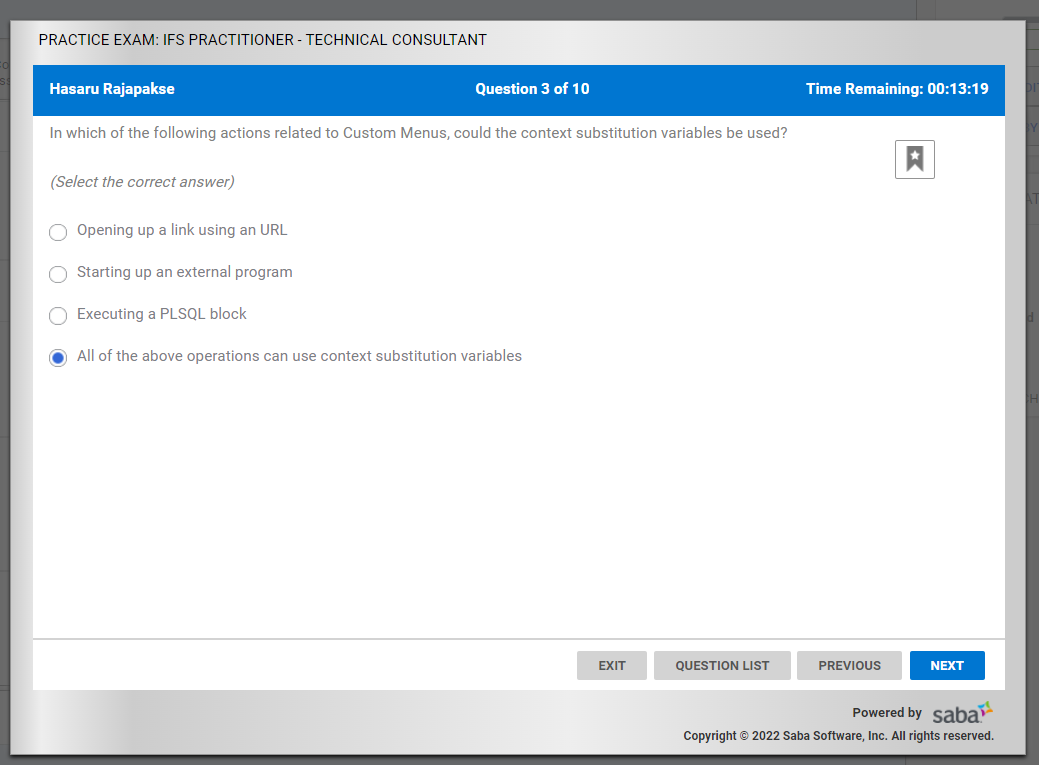 PRACTICE EXAM: IFS PRACTITIONER - TECHNICAL CONSULTANT
Hasaru Rajapakse Question 3 of 10 Time Remaining: 00:13:19
In which of the following actions related to Custom Menus, could the context substitution variables be used?
(Select the correct answer)
Opening up a link using an URL
Starting up an external program
Executing a PLSQL block
All of the above operations can use context substitution variables
EXIT QUESTION LIST PREVIOUS NEXT
Powered by saba
Copyright © 2022 Saba Software, Inc. All rights reserved.